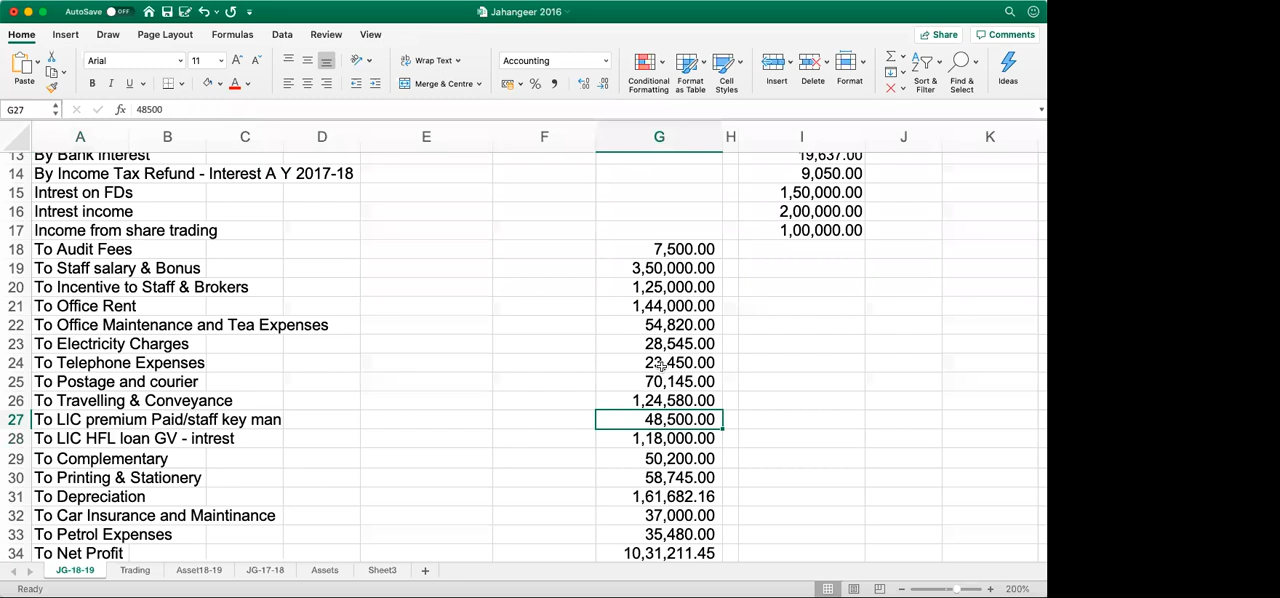 AutoSave OFF Jahangeer 2016
Home Insert Draw Page Layout Formulas Data Review View Share Comments
Paste Arial 11 A^ A˅ Wrap Text Accounting Conditional Formatting Format as Table Cell Styles Insert Delete Format Sort & Filter Find & Select Ideas
B I U A Merge & Centre % ,
G27 fx 48500
A B C D E F G H I J K
13 By Bank Interest 19,637.00
14 By Income Tax Refund - Interest A Y 2017-18 9,050.00
15 Intrest on FDs 1,50,000.00
16 Intrest income 2,00,000.00
17 Income from share trading 1,00,000.00
18 To Audit Fees 7,500.00
19 To Staff salary & Bonus 3,50,000.00
20 To Incentive to Staff & Brokers 1,25,000.00
21 To Office Rent 1,44,000.00
22 To Office Maintenance and Tea Expenses 54,820.00
23 To Electricity Charges 28,545.00
24 To Telephone Expenses 23,450.00
25 To Postage and courier 70,145.00
26 To Travelling & Conveyance 1,24,580.00
27 To LIC premium Paid/staff key man 48,500.00
28 To LIC HFL loan GV - intrest 1,18,000.00
29 To Complementary 50,200.00
30 To Printing & Stationery 58,745.00
31 To Depreciation 1,61,682.16
32 To Car Insurance and Maintinance 37,000.00
33 To Petrol Expenses 35,480.00
34 To Net Profit 10,31,211.45
JG-18-19 Trading Asset18-19 JG-17-18 Assets Sheet3 +
Ready 200%